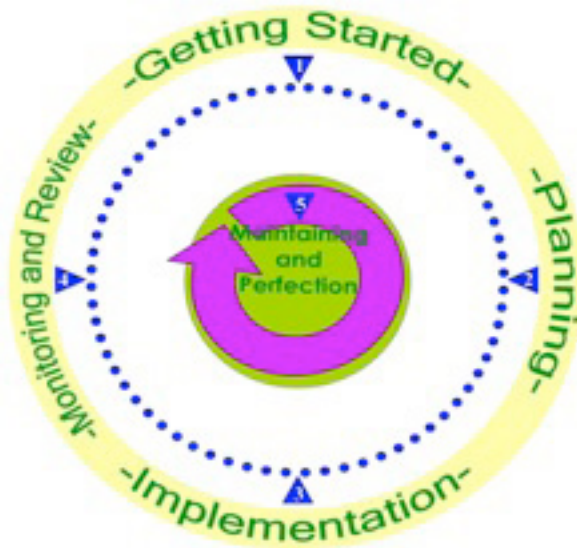 -Getting Started-
1
-Planning-
2
-Implementation-
3
-Monitoring and Review-
4
5
Maintaining
and
Perfection